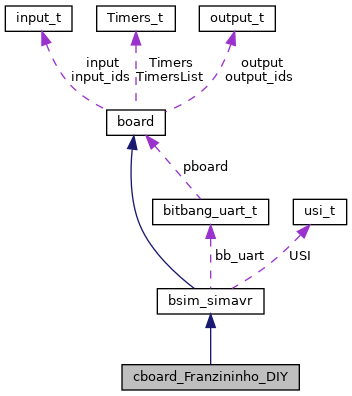 input_t
Timers_t
output_t
input
input_ids
Timers
TimersList
output
output_ids
board
pboard
bitbang_uart_t
usi_t
bb_uart
USI
bsim_simavr
cboard_Franzininho_DIY